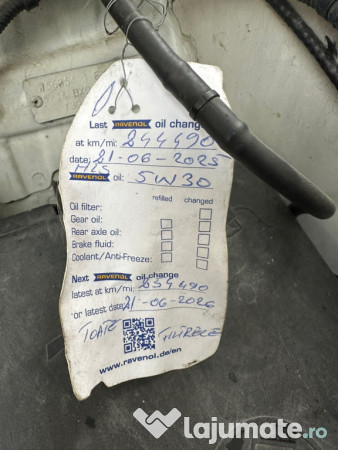 Last RAVENOL oil change
at km/mi: 244490
date: 21-06-2025
RAVENOL oil: 5W30
refilled changed
Oil filter:
Gear oil:
Rear axle oil:
Brake fluid:
Coolant/Anti-Freeze:
Next RAVENOL oil change
latest at km/mi: 254490
or latest date: 21-06-2026
TOATE FILTRELE
www.ravenol.de/en
Lajumate.ro